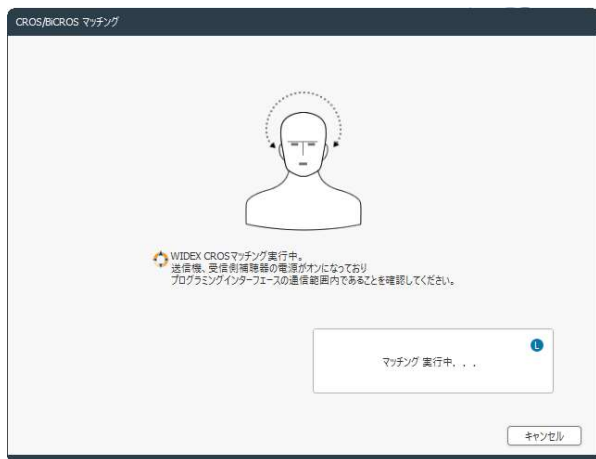 CROS/BiCROS マッチング
WIDEX CROSマッチング実行中。
送信機、受信側補聴器の電源がオンになっており
プログラミングインターフェースの通信範囲内であることを確認してください。
L
マッチング 実行中．．．
キャンセル